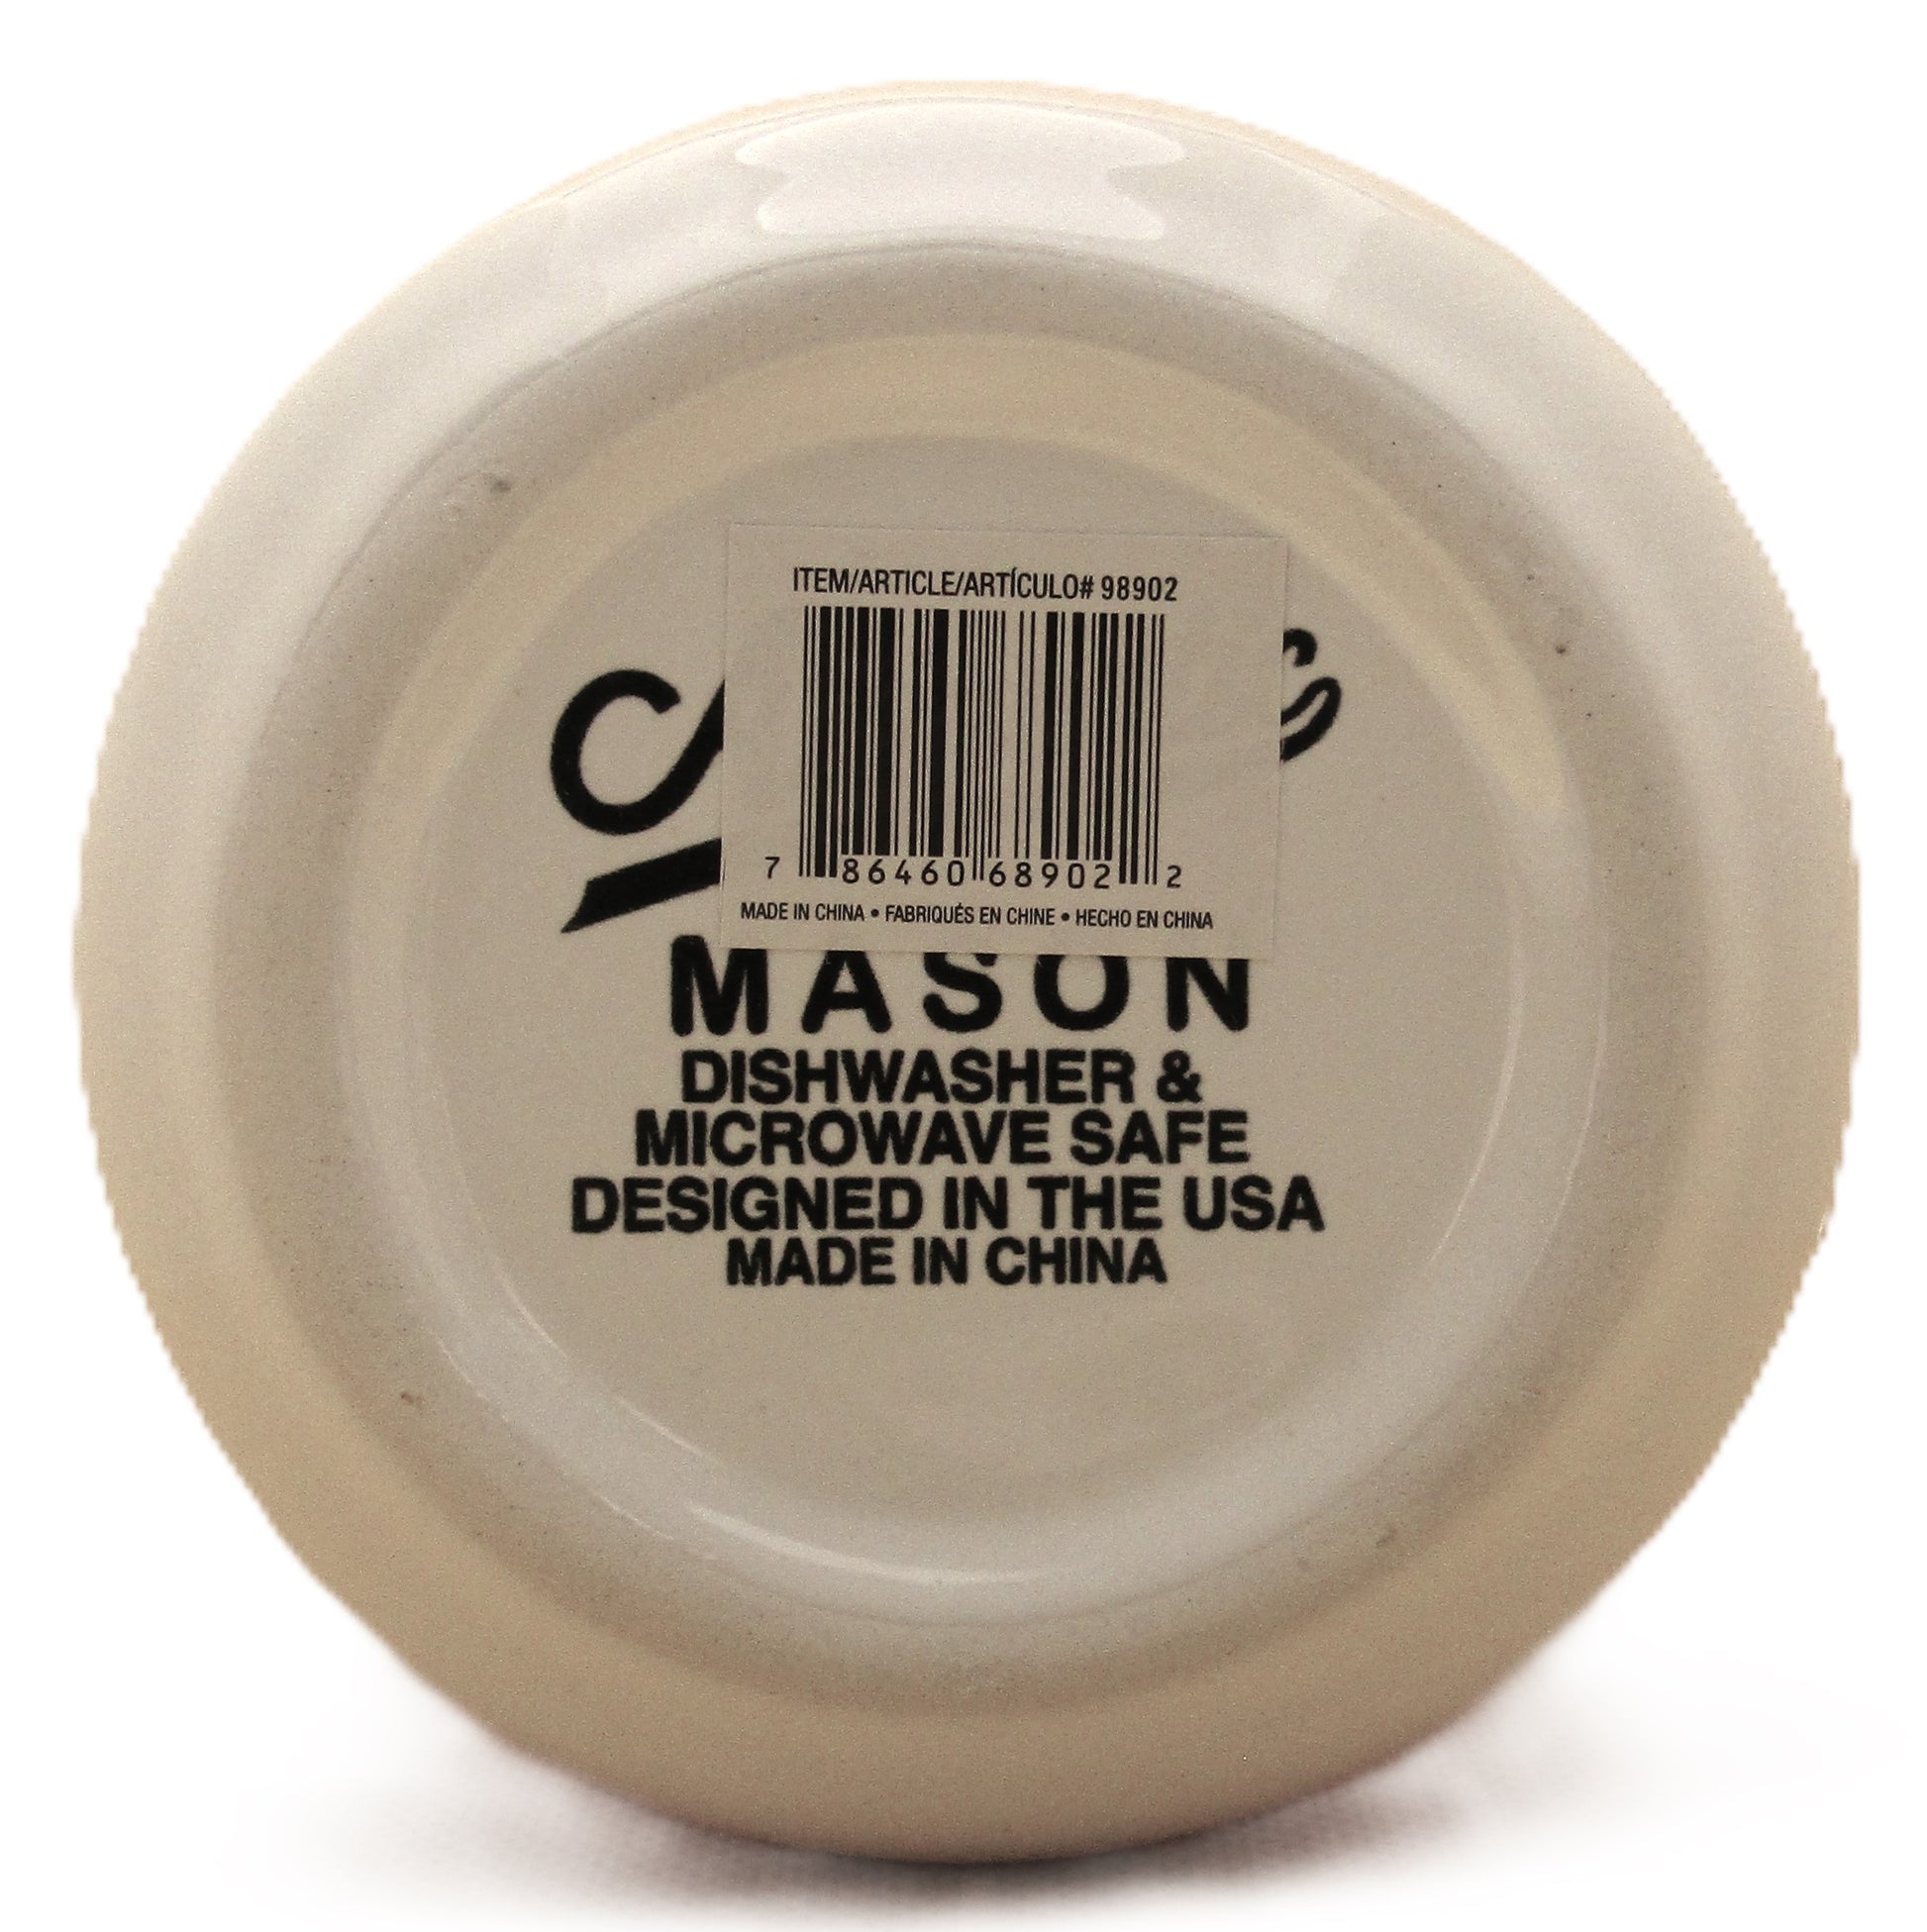 ITEM/ARTICLE/ARTÍCULO# 98902
7 86460 68902 2
MADE IN CHINA • FABRIQUÉS EN CHINE • HECHO EN CHINA
MASON
DISHWASHER &
MICROWAVE SAFE
DESIGNED IN THE USA
MADE IN CHINA